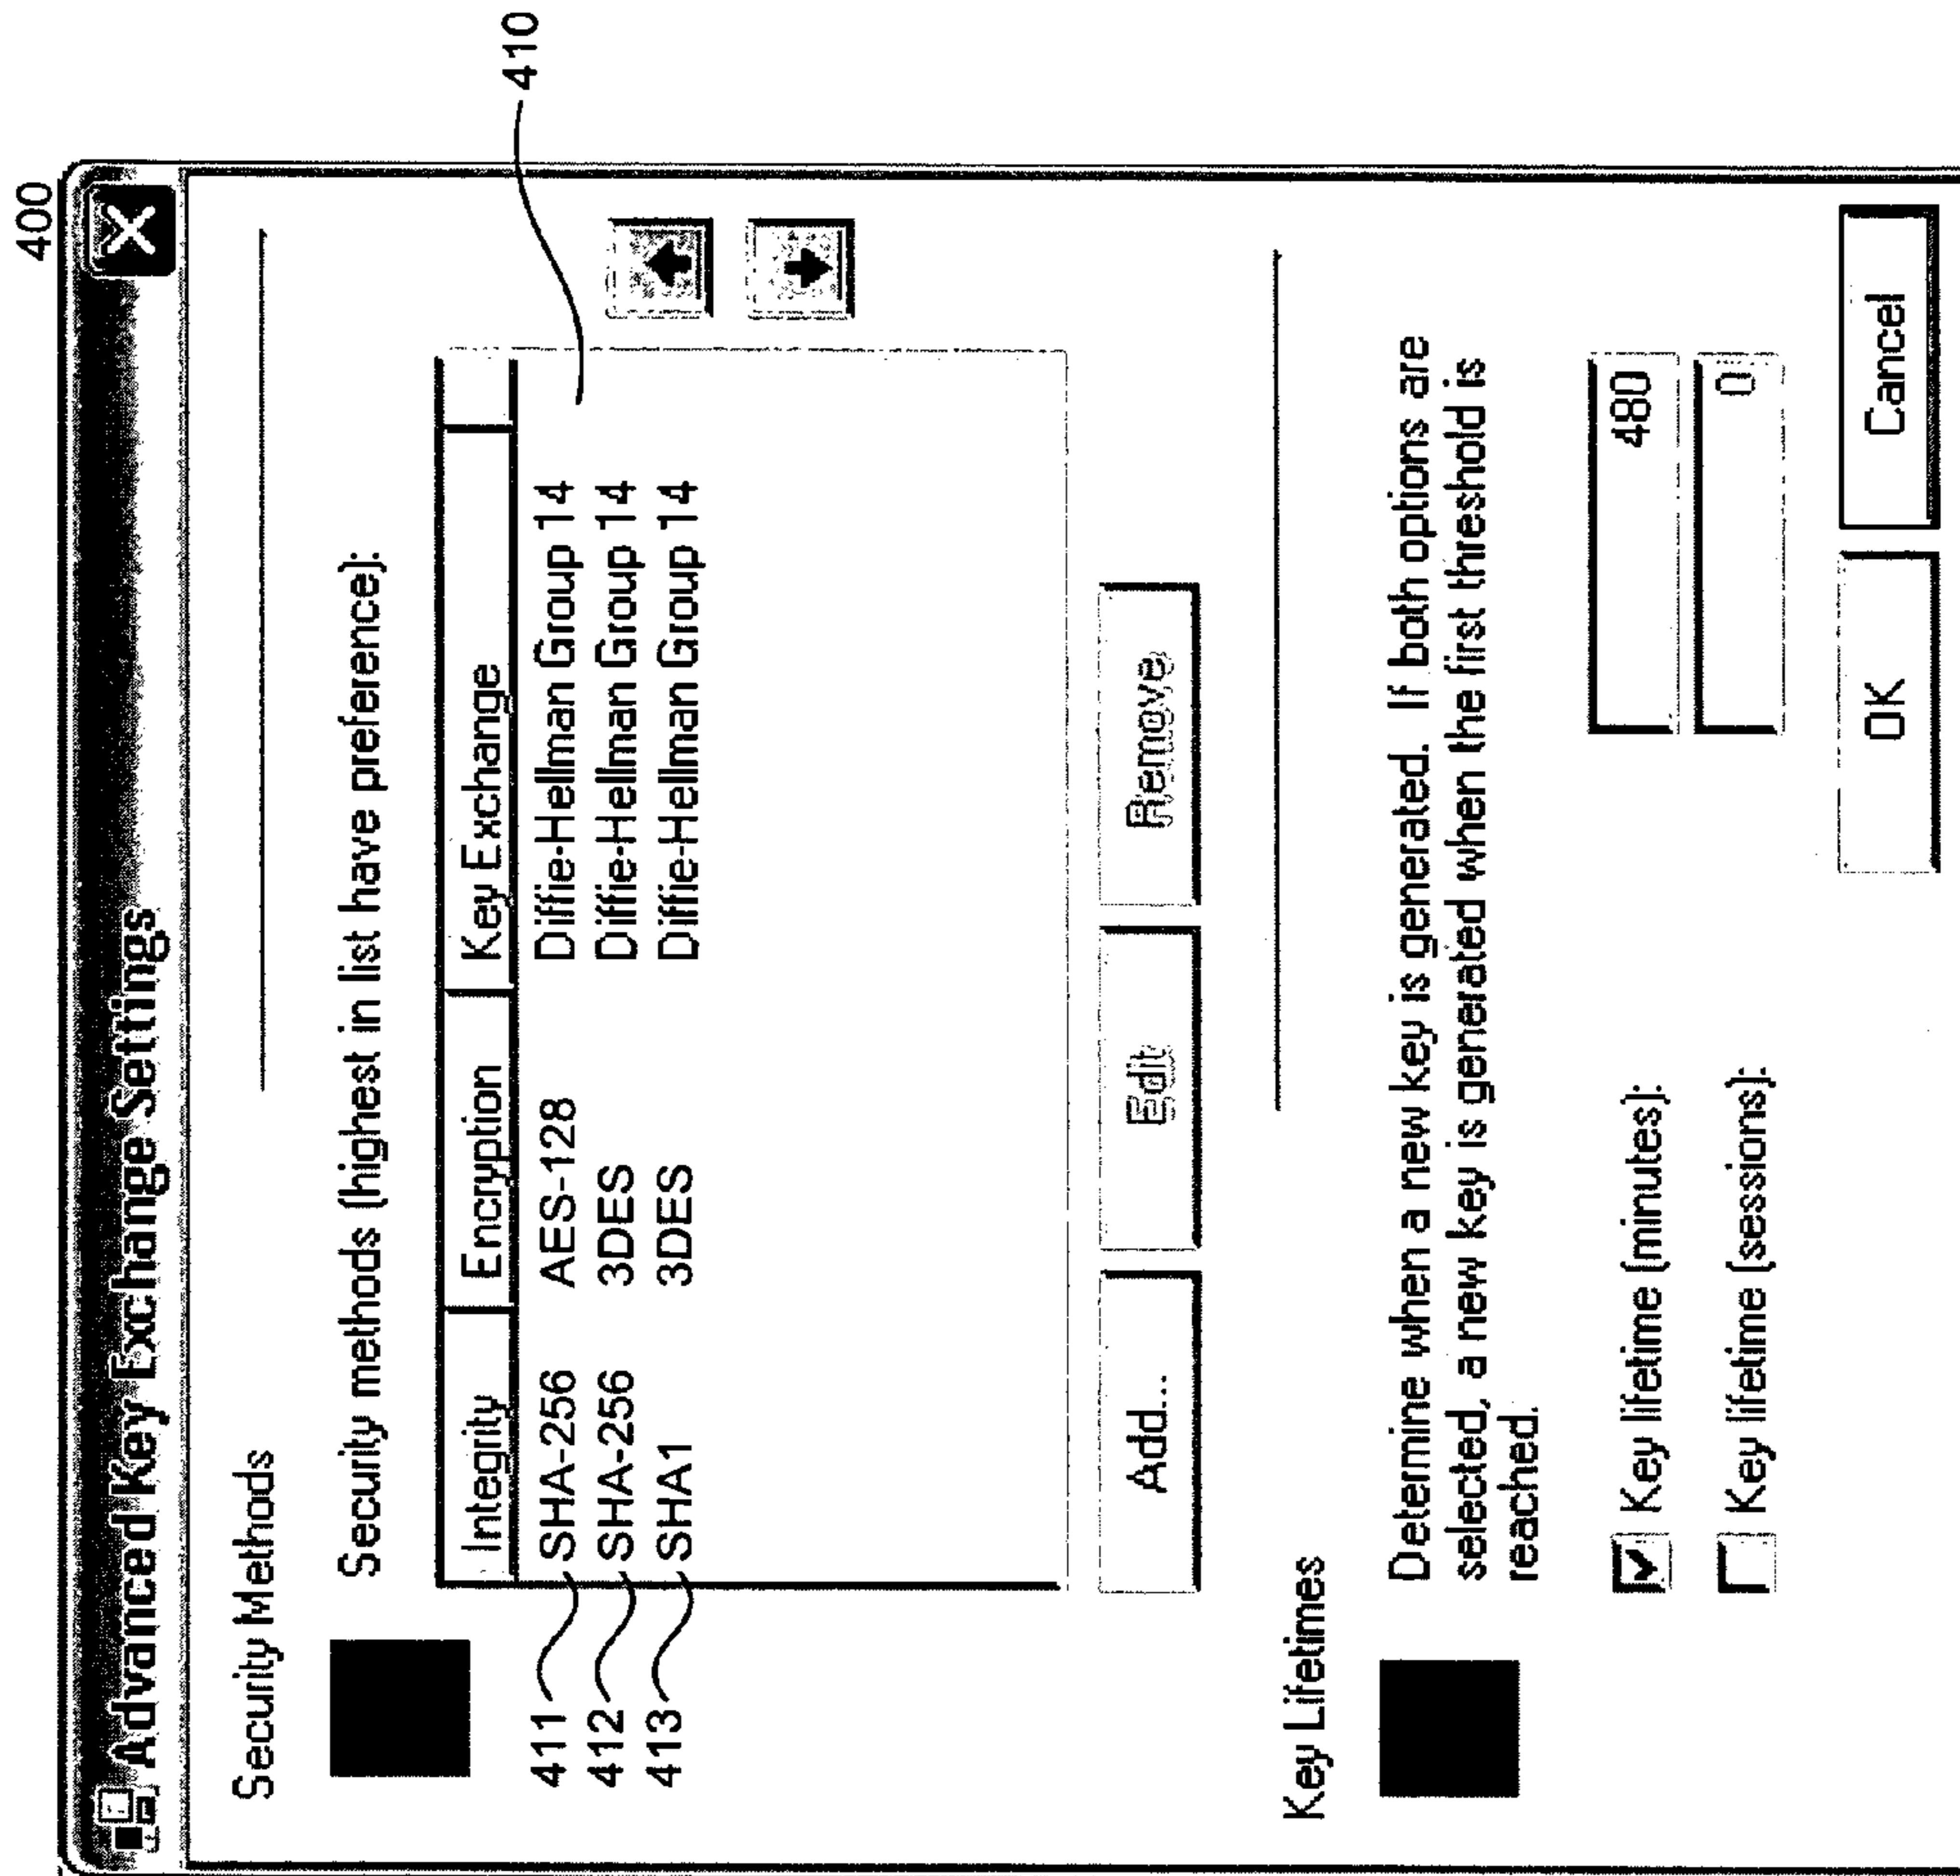 400
Advanced Key Exchange Settings
Security Methods
Security methods (highest in list have preference):
410
Integrity Encryption Key Exchange
411 SHA-256 AES-128 Diffie-Hellman Group 14
412 SHA-256 3DES Diffie-Hellman Group 14
413 SHA1 3DES Diffie-Hellman Group 14
Add... Edit Remove
Key Lifetimes
Determine when a new key is generated. If both options are
selected, a new key is generated when the first threshold is
reached.
Key lifetime (minutes): 480
Key lifetime (sessions): 0
OK Cancel